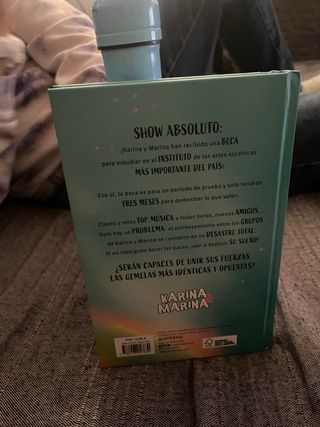 SHOW ABSOLUTO:
¡Karina y Marina han recibido una BECA
para estudiar en el INSTITUTO de las artes escénicas
MÁS IMPORTANTE DEL PAÍS!
Eso sí, la beca es para un periodo de prueba y solo tendrán
TRES MESES para demostrar lo que valen.
Clases y retos TOP, MÚSICA a todas horas, nuevos AMIGOS...
Solo hay un PROBLEMA: el enfrentamiento entre los GRUPOS
de Karina y Marina se convierte en un DESASTRE TOTAL.
Si no consiguen hacer las paces, ¡van a destruir SU SUEÑO!
¿SERÁN CAPACES DE UNIR SUS FUERZAS
LAS GEMELAS MÁS IDÉNTICAS Y OPUESTAS?
KARINA
MARINA
montena